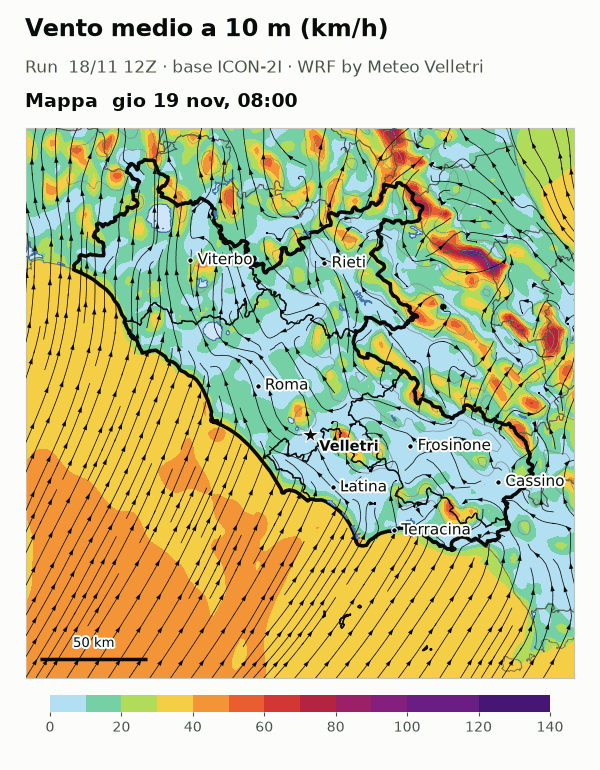 Vento medio a 10 m (km/h)
Run  18/11 12Z · base ICON-2I · WRF by Meteo Velletri
Mappa  gio 19 nov, 08:00
Viterbo
Rieti
Roma
Velletri
Frosinone
Latina
Cassino
Terracina
50 km
0 20 40 60 80 100 120 140